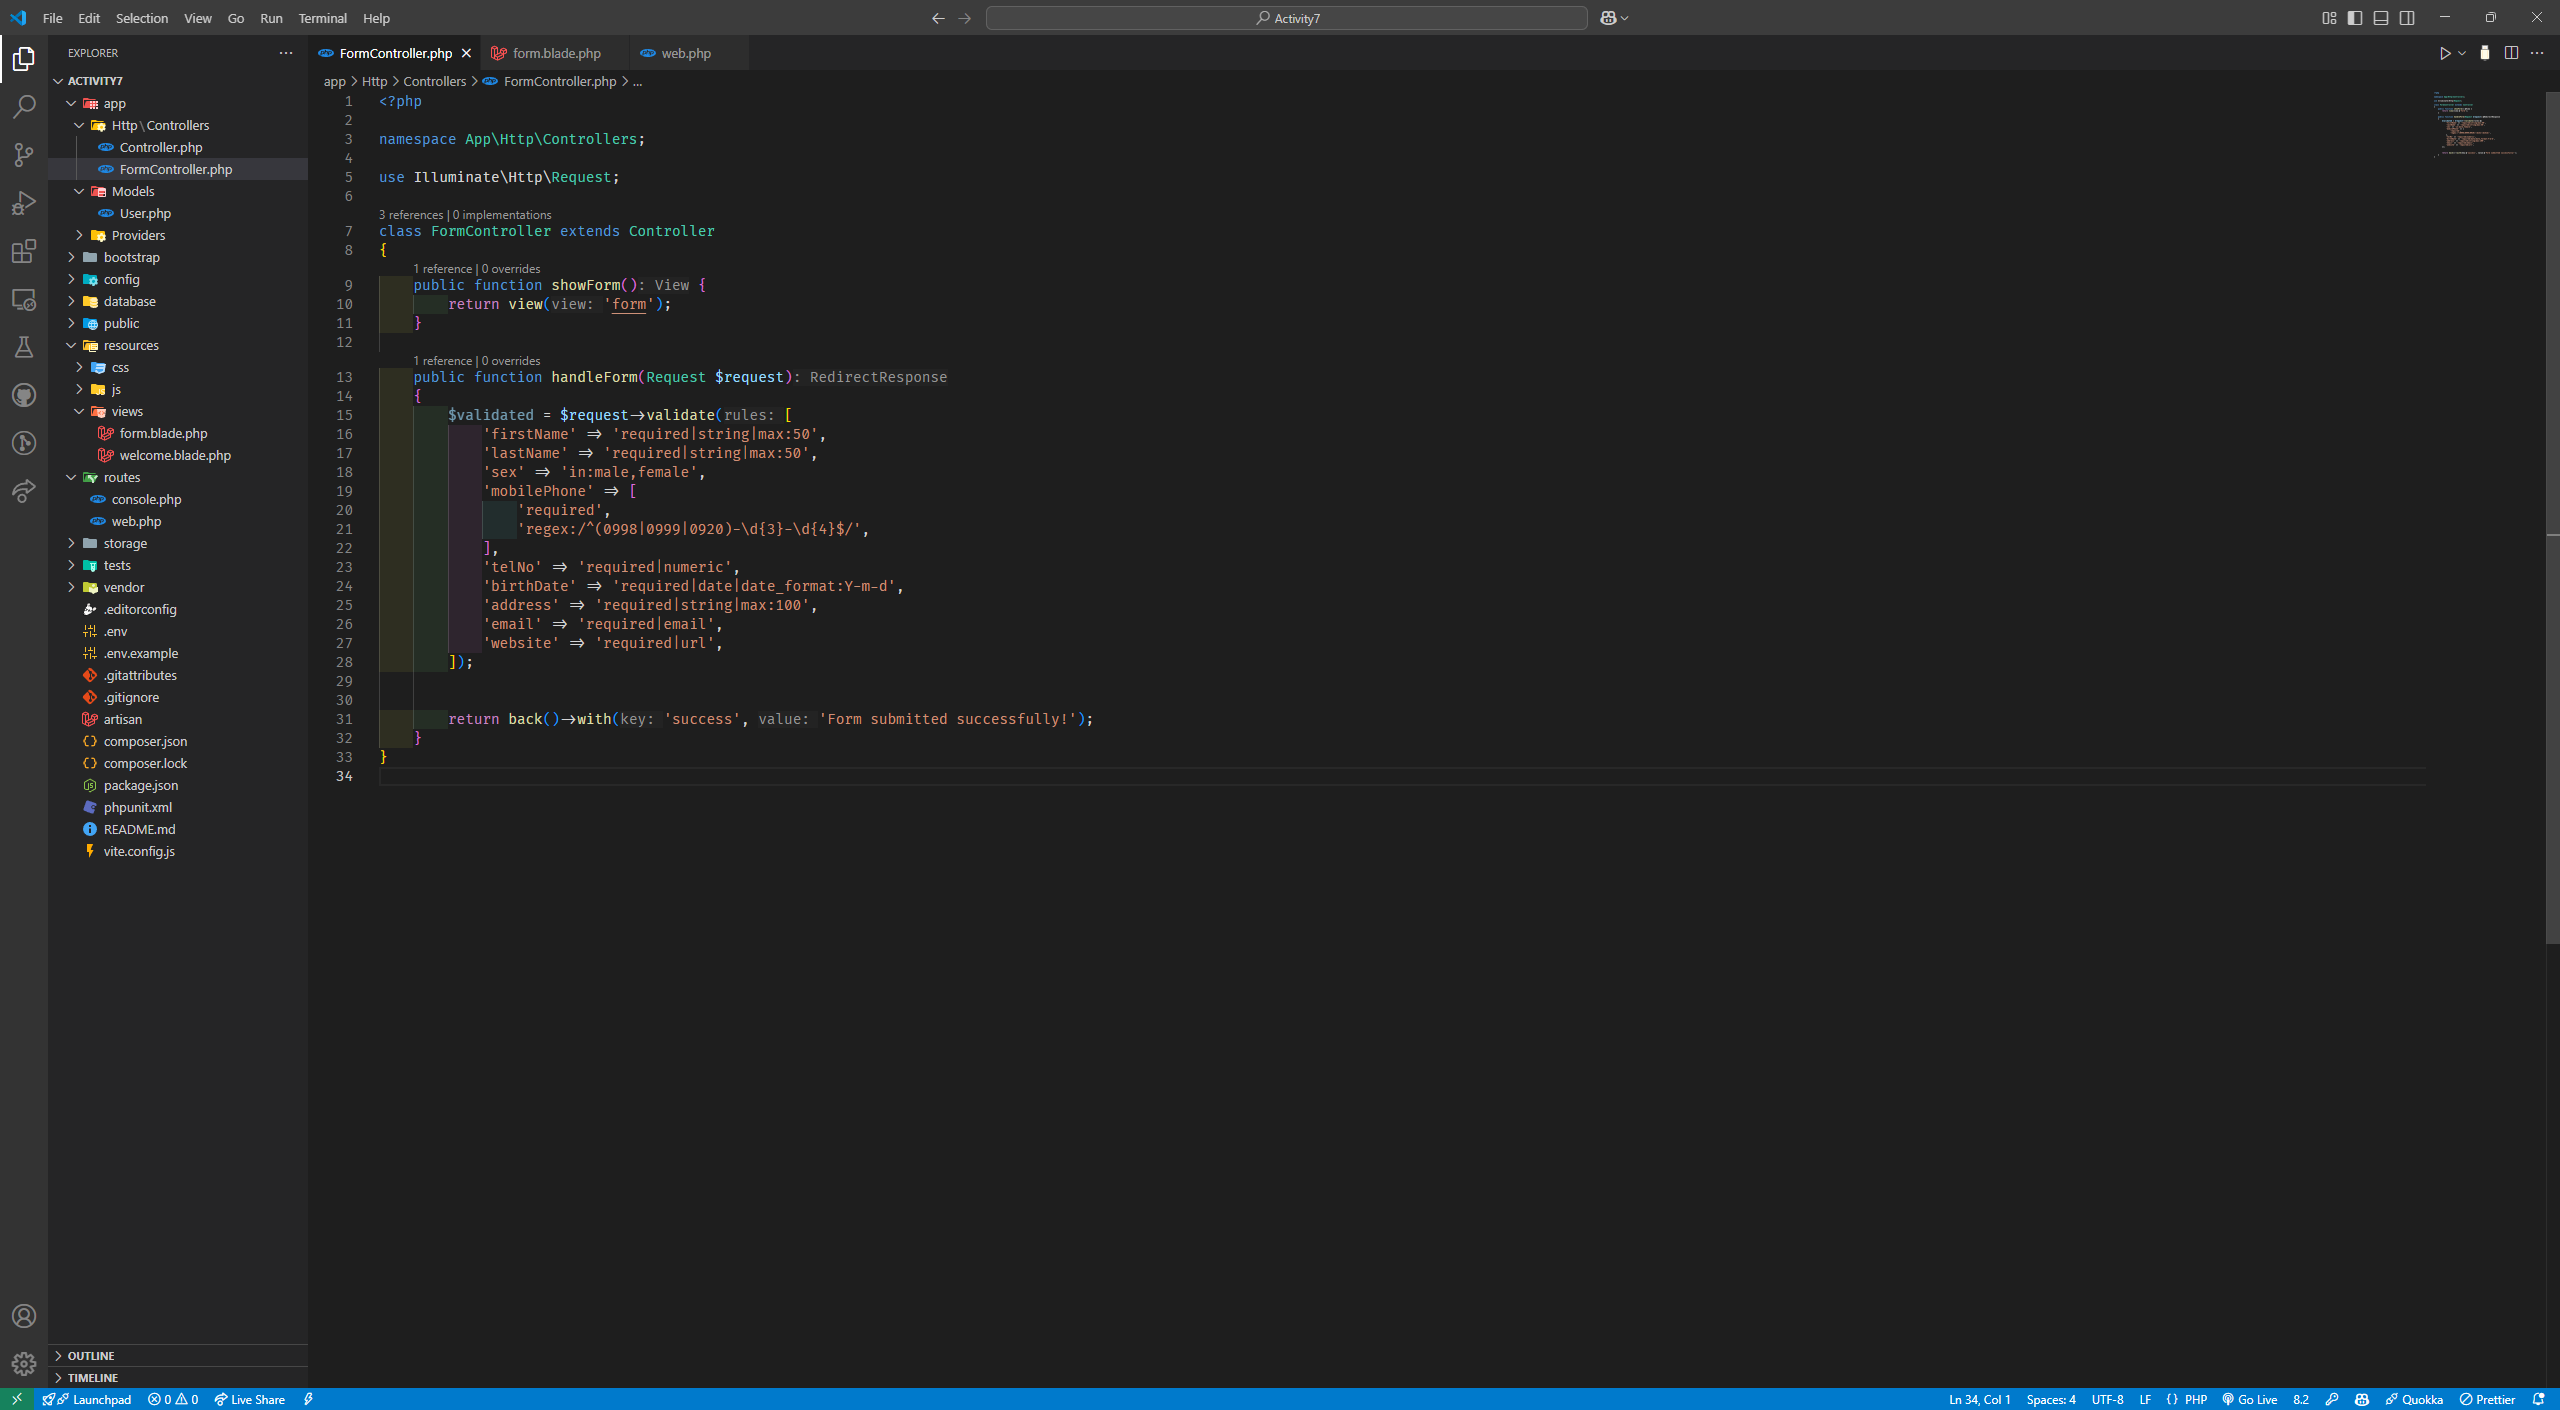 File Edit Selection View Go Run Terminal Help
Activity7
EXPLORER
ACTIVITY7
app
Http\Controllers
Controller.php
FormController.php
Models
User.php
Providers
bootstrap
config
database
public
resources
css
js
views
form.blade.php
welcome.blade.php
routes
console.php
web.php
storage
tests
vendor
.editorconfig
.env
.env.example
.gitattributes
.gitignore
artisan
composer.json
composer.lock
package.json
phpunit.xml
README.md
vite.config.js
OUTLINE
TIMELINE
FormController.php form.blade.php web.php
app > Http > Controllers > FormController.php > ...
1 <?php
2
3 namespace App\Http\Controllers;
4
5 use Illuminate\Http\Request;
6
3 references | 0 implementations
7 class FormController extends Controller
8 {
1 reference | 0 overrides
9 public function showForm(): View {
10 return view(view: 'form');
11 }
12
1 reference | 0 overrides
13 public function handleForm(Request $request): RedirectResponse
14 {
15 $validated = $request->validate(rules: [
16 'firstName' => 'required|string|max:50',
17 'lastName' => 'required|string|max:50',
18 'sex' => 'in:male,female',
19 'mobilePhone' => [
20 'required',
21 'regex:/^(0998|0999|0920)-\d{3}-\d{4}$/',
22 ],
23 'telNo' => 'required|numeric',
24 'birthDate' => 'required|date|date_format:Y-m-d',
25 'address' => 'required|string|max:100',
26 'email' => 'required|email',
27 'website' => 'required|url',
28 ]);
29
30
31 return back()->with(key: 'success', value: 'Form submitted successfully!');
32 }
33 }
34
Launchpad 0 0 Live Share
Ln 34, Col 1 Spaces: 4 UTF-8 LF {} PHP Go Live 8.2 Quokka Prettier